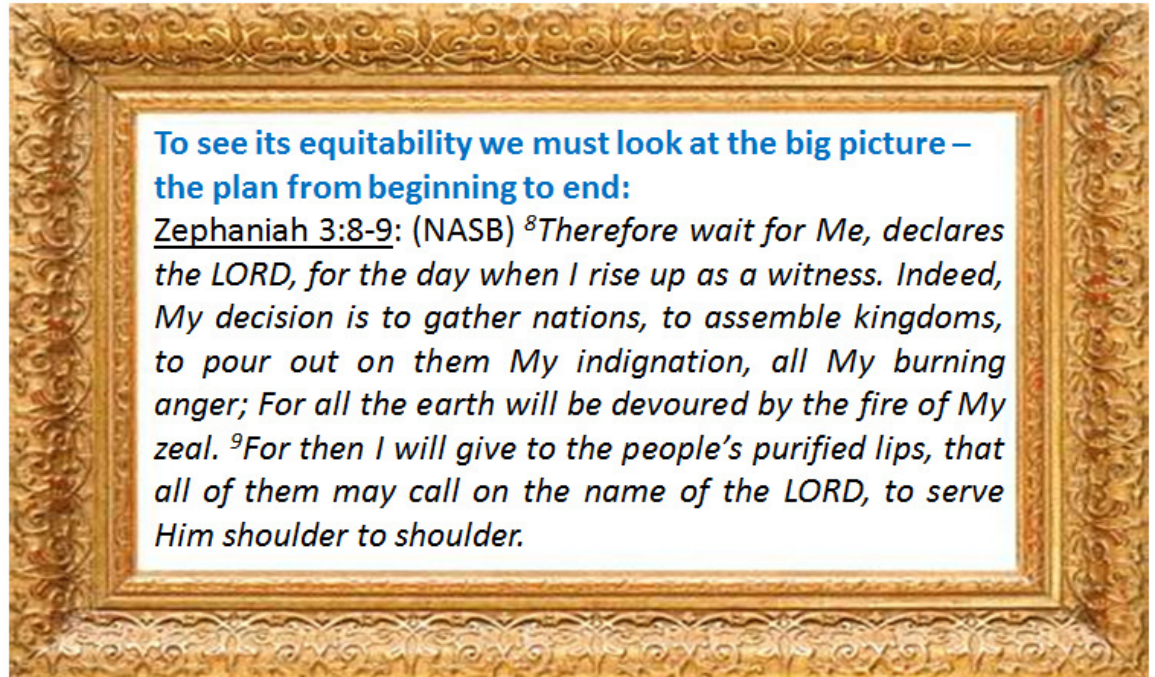 To see its equitability we must look at the big picture –
the plan from beginning to end:
Zephaniah 3:8-9: (NASB) ⁸Therefore wait for Me, declares
the LORD, for the day when I rise up as a witness. Indeed,
My decision is to gather nations, to assemble kingdoms,
to pour out on them My indignation, all My burning
anger; For all the earth will be devoured by the fire of My
zeal. ⁹For then I will give to the people’s purified lips, that
all of them may call on the name of the LORD, to serve
Him shoulder to shoulder.